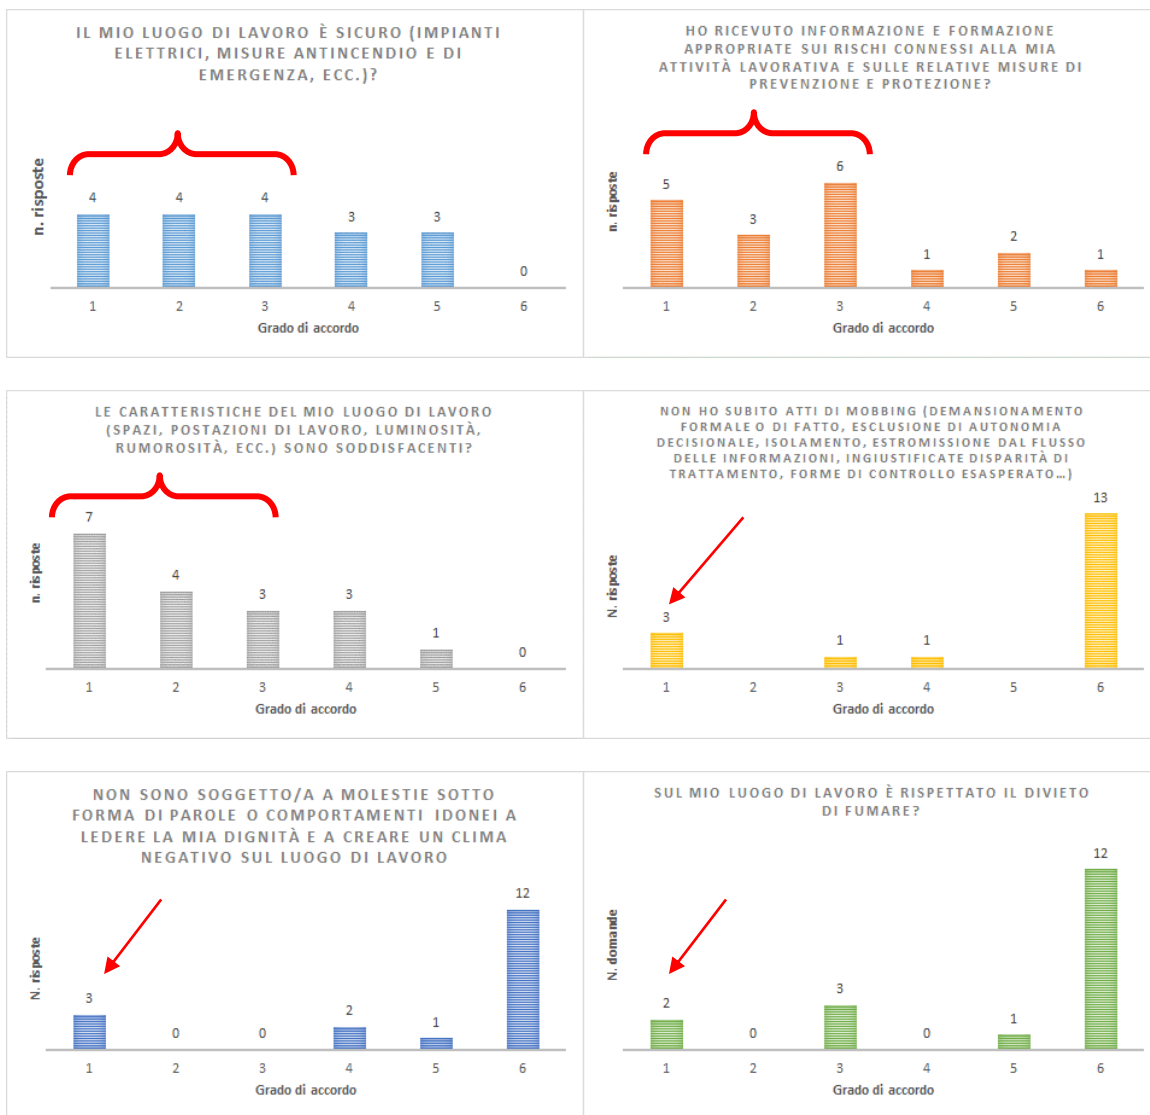 IL MIO LUOGO DI LAVORO È SICURO (IMPIANTI
ELETTRICI, MISURE ANTINCENDIO E DI
EMERGENZA, ECC.)?
n. risposte
4 4 4 3 3 0
1 2 3 4 5 6
Grado di accordo
HO RICEVUTO INFORMAZIONE E FORMAZIONE
APPROPRIATE SUI RISCHI CONNESSI ALLA MIA
ATTIVITÀ LAVORATIVA E SULLE RELATIVE MISURE DI
PREVENZIONE E PROTEZIONE?
n. risposte
5 3 6 1 2 1
1 2 3 4 5 6
Grado di accordo
LE CARATTERISTICHE DEL MIO LUOGO DI LAVORO
(SPAZI, POSTAZIONI DI LAVORO, LUMINOSITÀ,
RUMOROSITÀ, ECC.) SONO SODDISFACENTI?
n. risposte
7 4 3 3 1 0
1 2 3 4 5 6
Grado di accordo
NON HO SUBITO ATTI DI MOBBING (DEMANSIONAMENTO
FORMALE O DI FATTO, ESCLUSIONE DI AUTONOMIA
DECISIONALE, ISOLAMENTO, ESTROMISSIONE DAL FLUSSO
DELLE INFORMAZIONI, INGIUSTIFICATE DISPARITÀ DI
TRATTAMENTO, FORME DI CONTROLLO ESASPERATO…)
N. risposte
3 1 1 13
1 2 3 4 5 6
Grado di accordo
NON SONO SOGGETTO/A A MOLESTIE SOTTO
FORMA DI PAROLE O COMPORTAMENTI IDONEI A
LEDERE LA MIA DIGNITÀ E A CREARE UN CLIMA
NEGATIVO SUL LUOGO DI LAVORO
N. risposte
3 0 0 2 1 12
1 2 3 4 5 6
Grado di accordo
SUL MIO LUOGO DI LAVORO È RISPETTATO IL DIVIETO
DI FUMARE?
N. domande
2 0 3 0 1 12
1 2 3 4 5 6
Grado di accordo